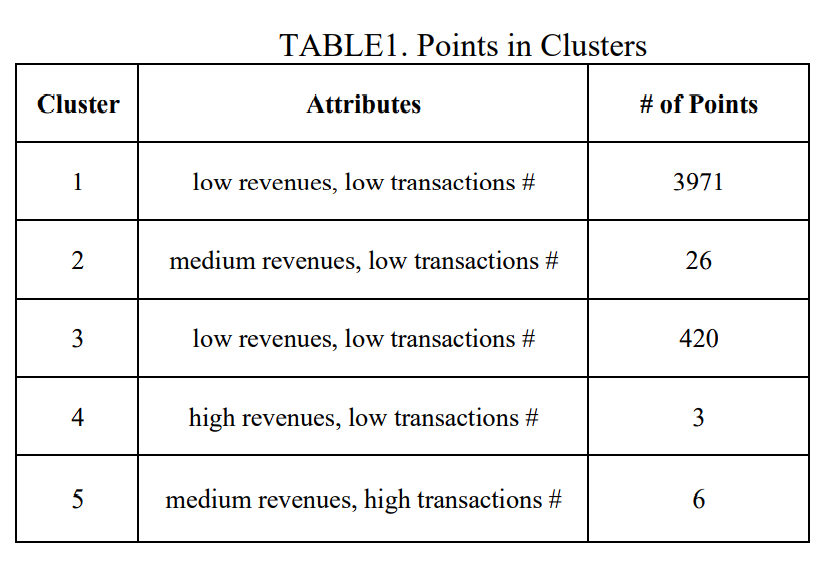 TABLE1. Points in Clusters
Cluster Attributes # of Points
1 low revenues, low transactions # 3971
2 medium revenues, low transactions # 26
3 low revenues, low transactions # 420
4 high revenues, low transactions # 3
5 medium revenues, high transactions # 6